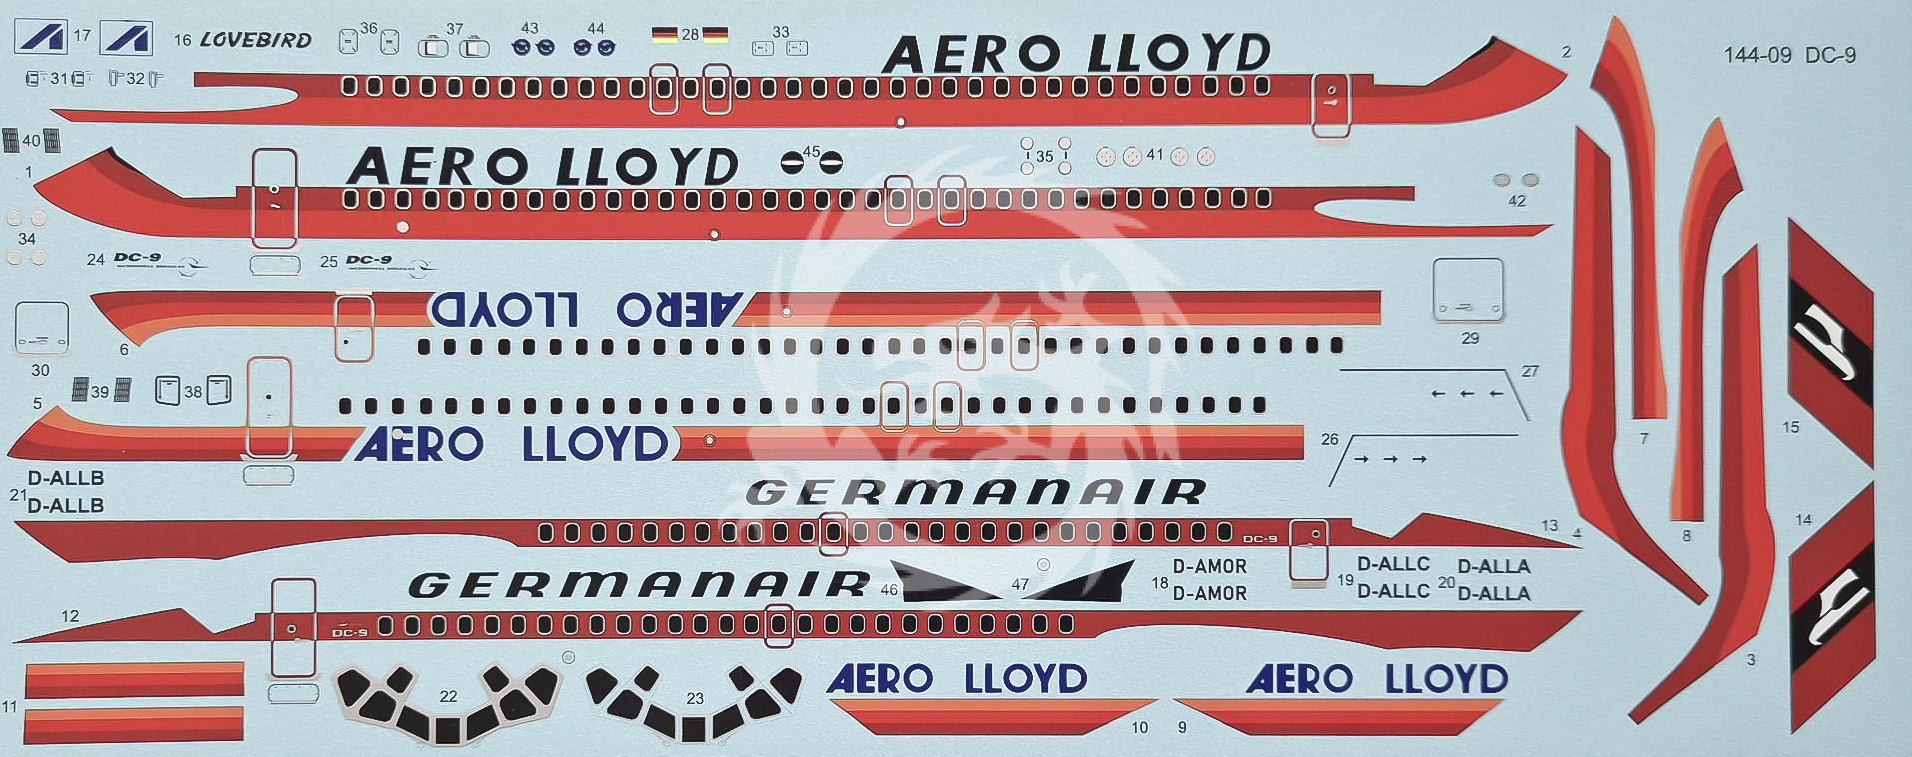 17
16 LOVEBIRD
36
37
43
44
28
33
AERO LLOYD
2
144-09 DC-9
31
32
40
1
AERO LLOYD
45
35
41
42
34
24 DC-9
25 DC-9
AERO LLOYD
6
30
29
27
39
38
5
AERO LLOYD
26
7
15
21 D-ALLB
D-ALLB
GERMANAIR
DC-9
13
4
8
14
GERMANAIR
46
47
18 D-AMOR
D-AMOR
19 D-ALLC
D-ALLC
20 D-ALLA
D-ALLA
12
DC-9
3
11
22
23
AERO LLOYD
AERO LLOYD
10
9